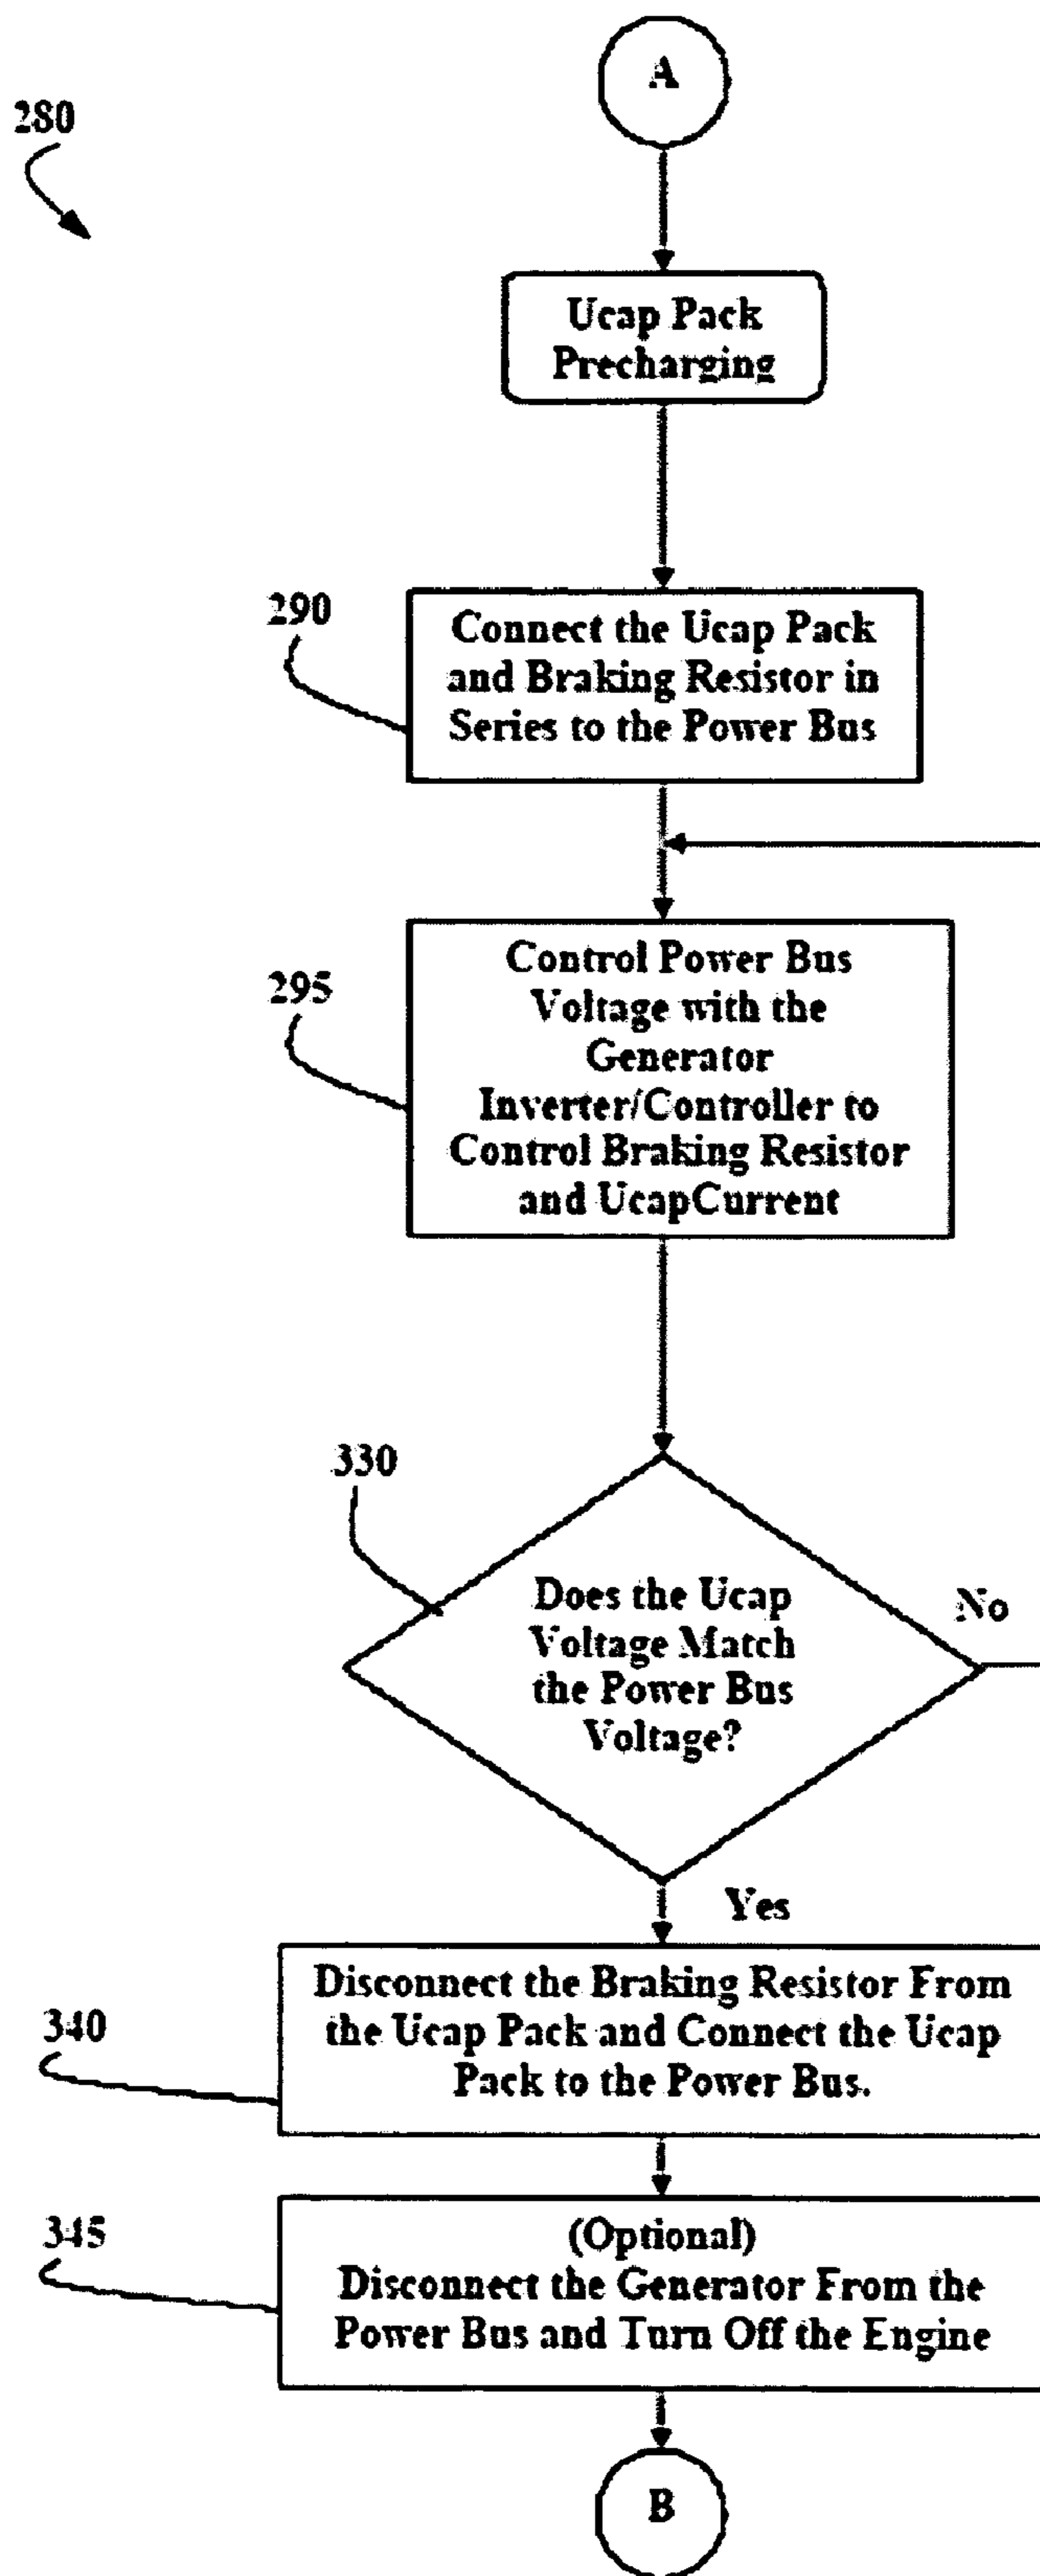 A
280
Ucap Pack
Precharging
290
Connect the Ucap Pack
and Braking Resistor in
Series to the Power Bus
295
Control Power Bus
Voltage with the
Generator
Inverter/Controller to
Control Braking Resistor
and UcapCurrent
330
Does the Ucap
Voltage Match
the Power Bus
Voltage?
No
Yes
340
Disconnect the Braking Resistor From
the Ucap Pack and Connect the Ucap
Pack to the Power Bus.
345
(Optional)
Disconnect the Generator From the
Power Bus and Turn Off the Engine
B